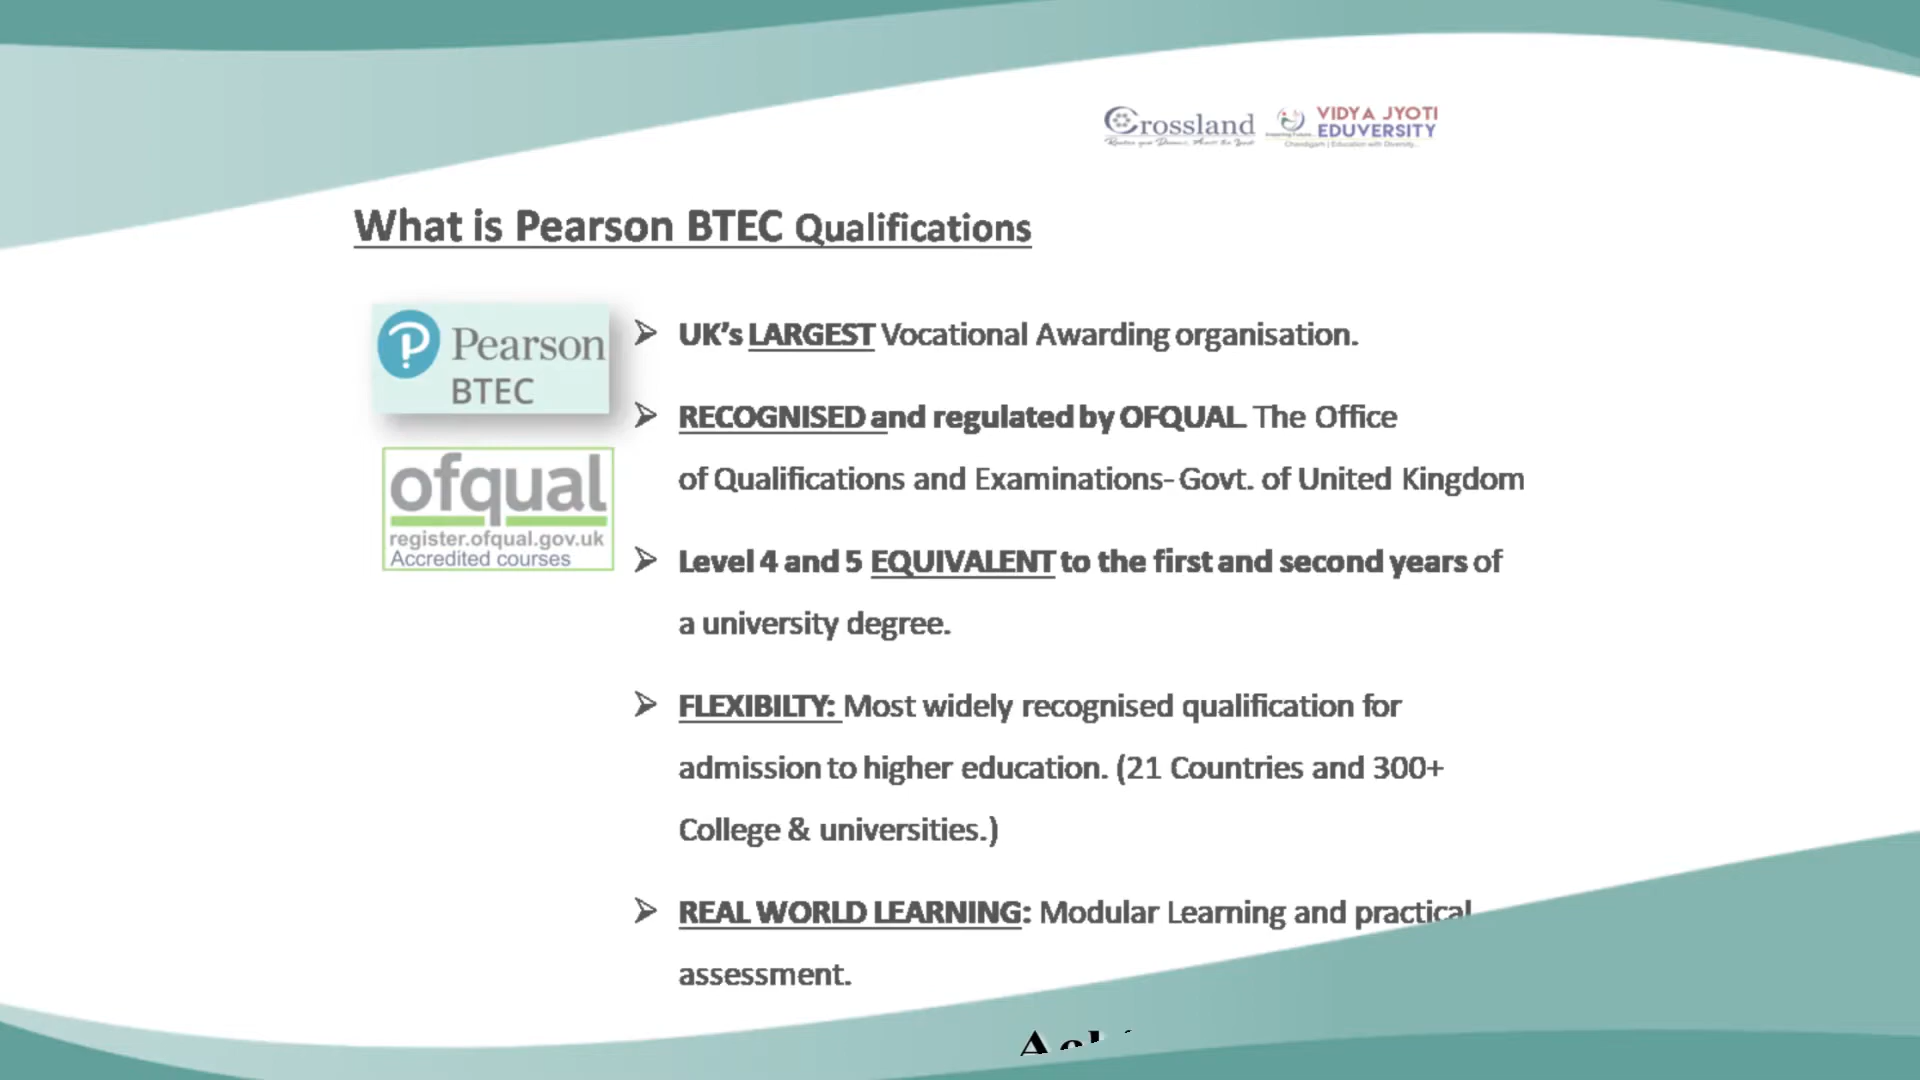 Crossland
VIDYA JYOTI
EDUVERSITY
Chandigarh | Education with Diversity...
What is Pearson BTEC Qualifications
Pearson
BTEC
ofqual
register.ofqual.gov.uk
Accredited courses
➢ UK's LARGEST Vocational Awarding organisation.
➢ RECOGNISED and regulated by OFQUAL. The Office
of Qualifications and Examinations- Govt. of United Kingdom
➢ Level 4 and 5 EQUIVALENT to the first and second years of
a university degree.
➢ FLEXIBILTY: Most widely recognised qualification for
admission to higher education. (21 Countries and 300+
College & universities.)
➢ REAL WORLD LEARNING: Modular Learning and practical
assessment.